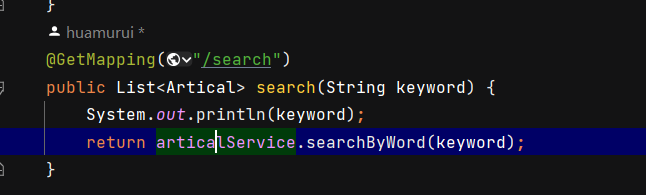 }
huamurui *
@GetMapping("/search")
public List<Artical> search(String keyword) {
System.out.println(keyword);
return articalService.searchByWord(keyword);
}